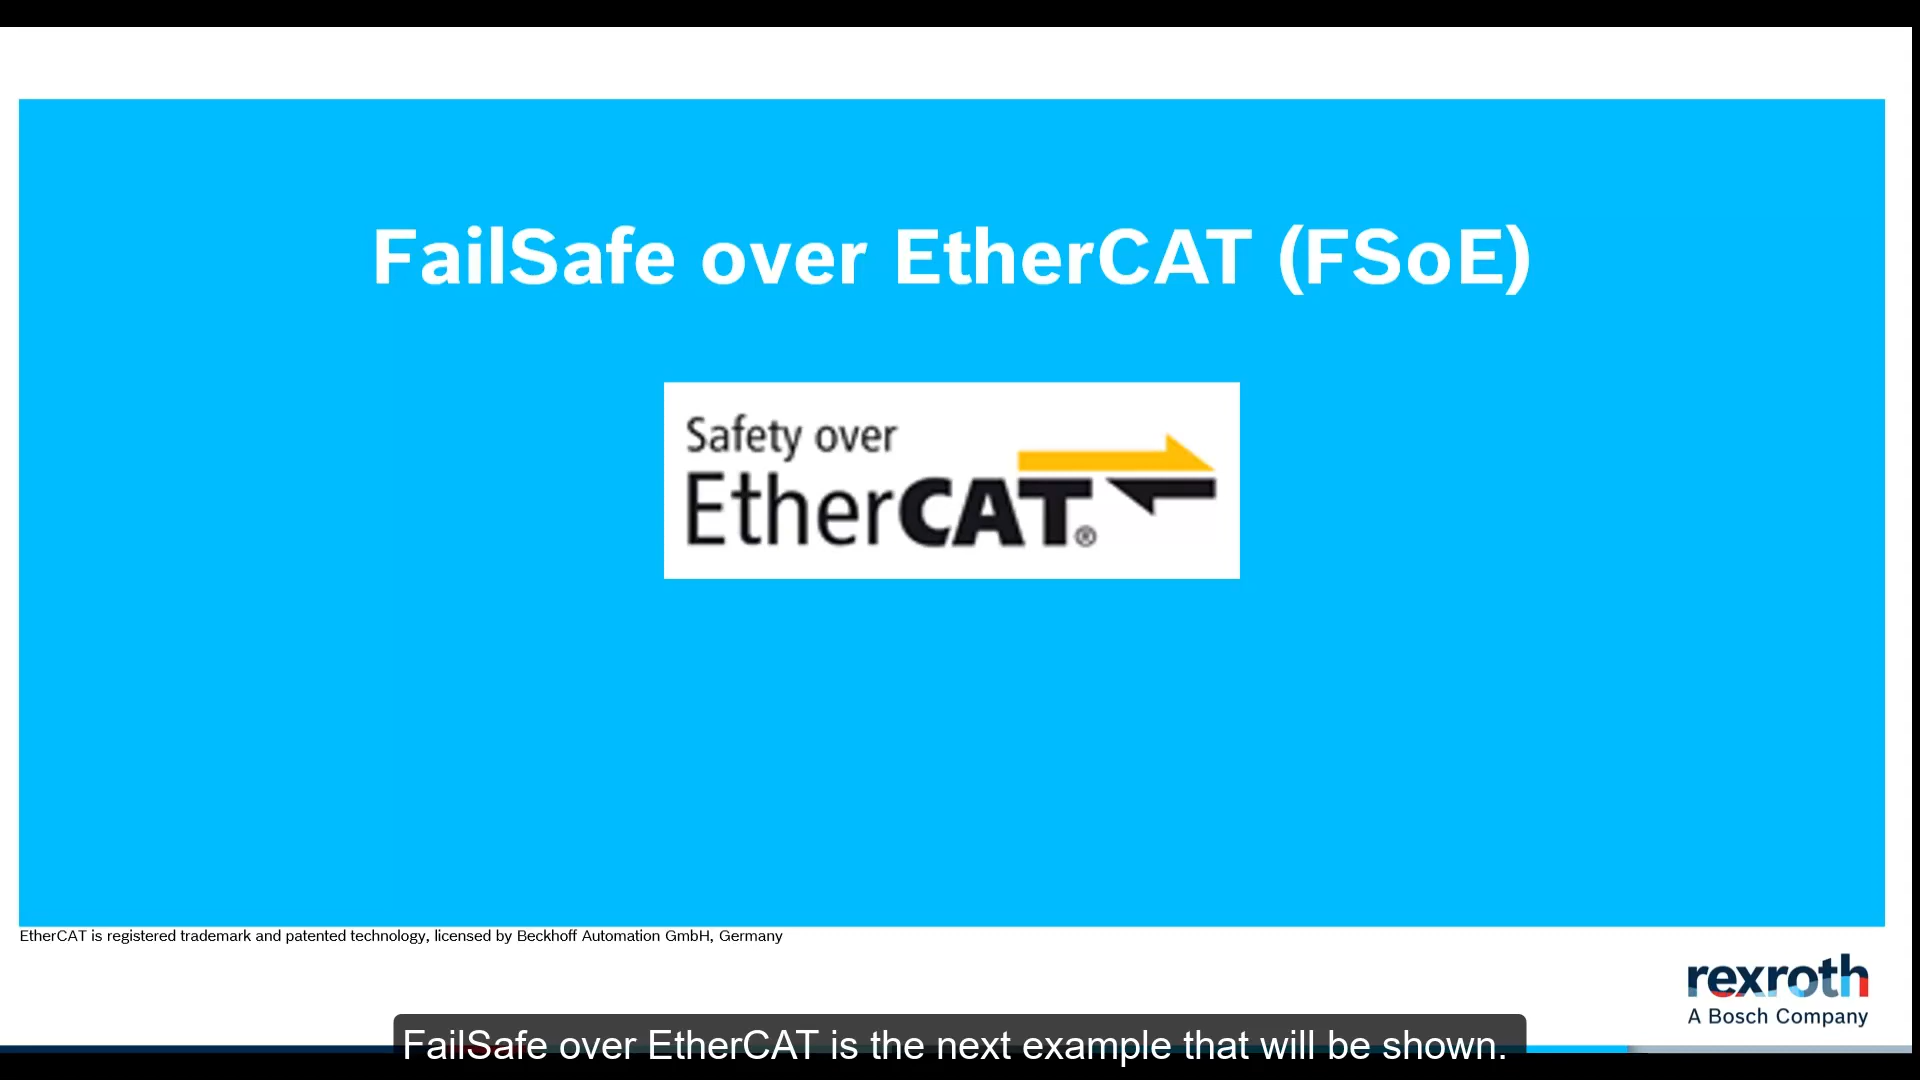 FailSafe over EtherCAT (FSoE)
Safety over
EtherCAT®
EtherCAT is registered trademark and patented technology, licensed by Beckhoff Automation GmbH, Germany
rexroth
A Bosch Company
FailSafe over EtherCAT is the next example that will be shown.